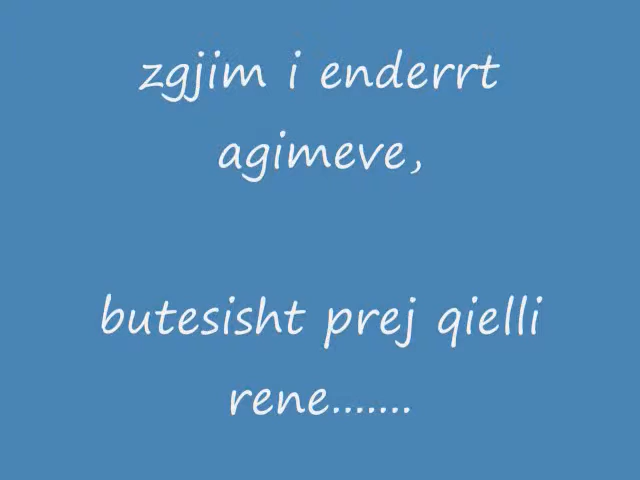 zgjim i enderrt
agimeve,
butesisht prej qielli
rene.......